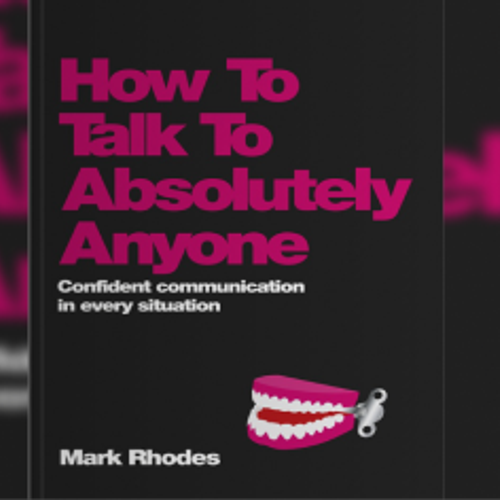 How To
Talk To
Absolutely
Anyone
Confident communication
in every situation
Mark Rhodes